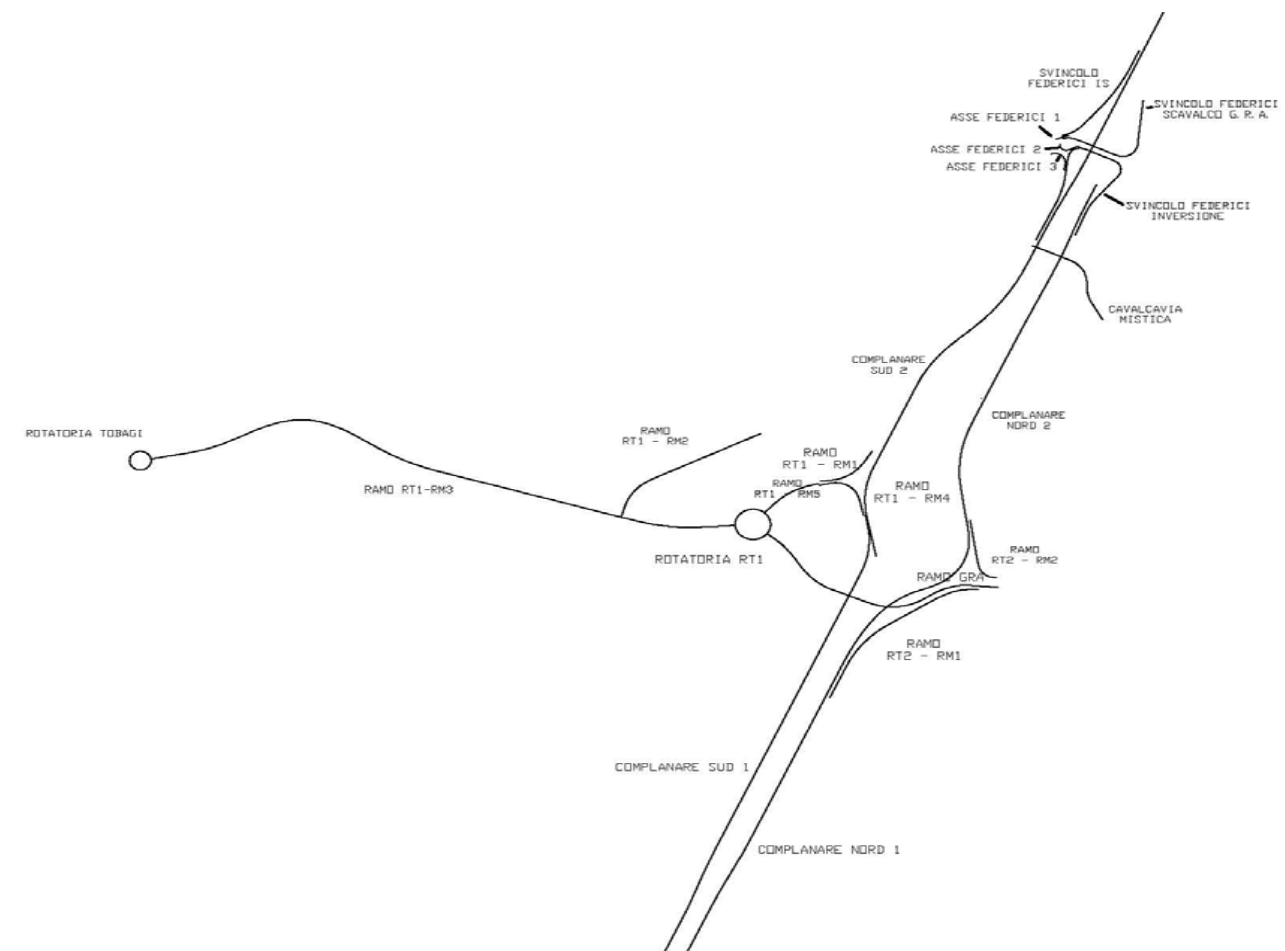 SVINCOLO
FEDERICI IS
SVINCOLO FEDERICI
SCAVALCO G.R.A.
ASSE FEDERICI 1
ASSE FEDERICI 2
ASSE FEDERICI 3
SVINCOLO FEDERICI
INVERSIONE
CAVALCAVIA
MISTICA
COMPLANARE
SUD 2
COMPLANARE
NORD 2
ROTATORIA TOBAGI
RAMO
RT1 - RM2
RAMO
RT1 - RM1
RAMO RT1-RM3
RAMO
RT1 - RM5
RAMO
RT1 - RM4
ROTATORIA RT1
RAMO
RT2 - RM2
RAMO GRA
RAMO
RT2 - RM1
COMPLANARE SUD 1
COMPLANARE NORD 1